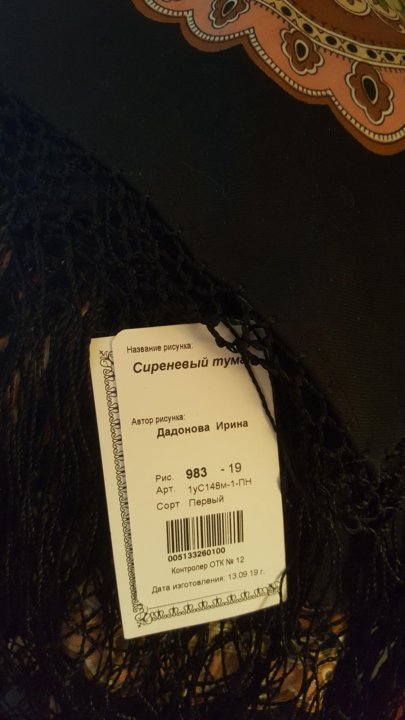 Название рисунка:
Сиреневый
Автор рисунка:
Дадонова Ирина
Рис. 983 - 19
Арт. 1уС148м-1-ПН
Сорт Первый
005133260100
Контролер ОТК № 12
Дата изготовления: 13.09.19 г.